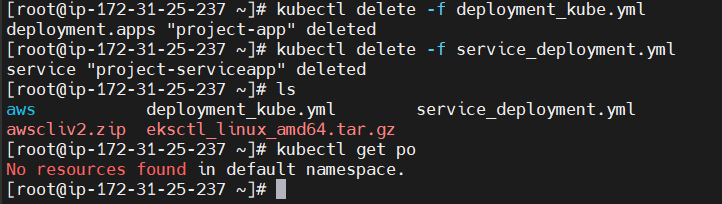 [root@ip-172-31-25-237 ~]# kubectl delete -f deployment_kube.yml
deployment.apps "project-app" deleted
[root@ip-172-31-25-237 ~]# kubectl delete -f service_deployment.yml
service "project-serviceapp" deleted
[root@ip-172-31-25-237 ~]# ls
aws          deployment_kube.yml        service_deployment.yml
awscliv2.zip  eksctl_linux_amd64.tar.gz
[root@ip-172-31-25-237 ~]# kubectl get po
No resources found in default namespace.
[root@ip-172-31-25-237 ~]#